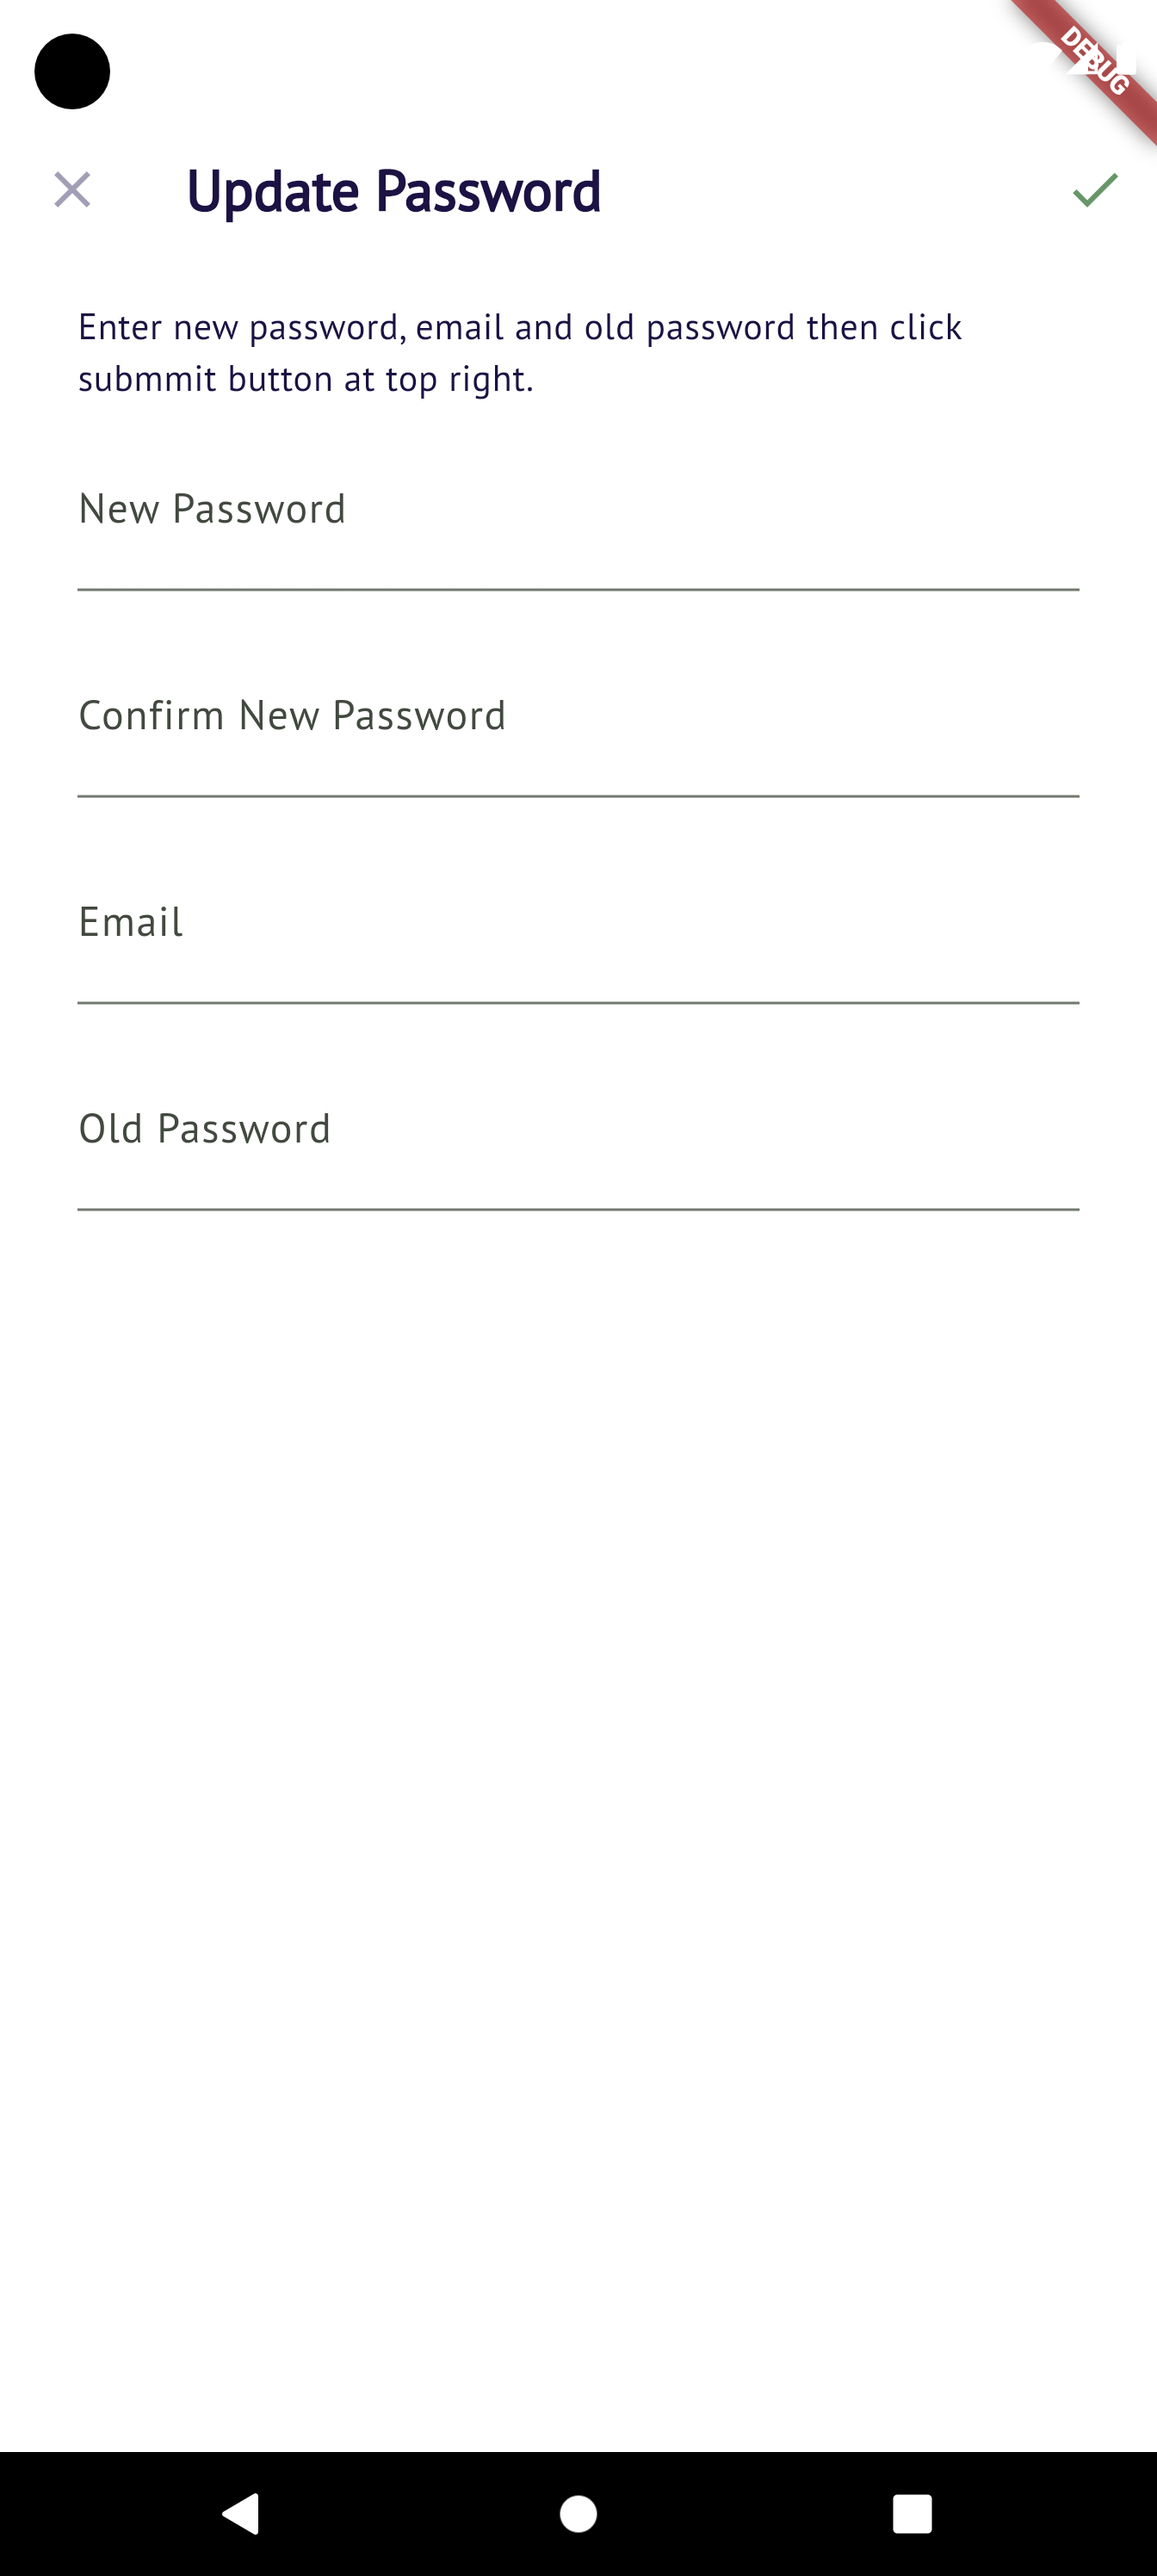 DEBUG
Update Password
Enter new password, email and old password then click
submmit button at top right.
New Password
Confirm New Password
Email
Old Password